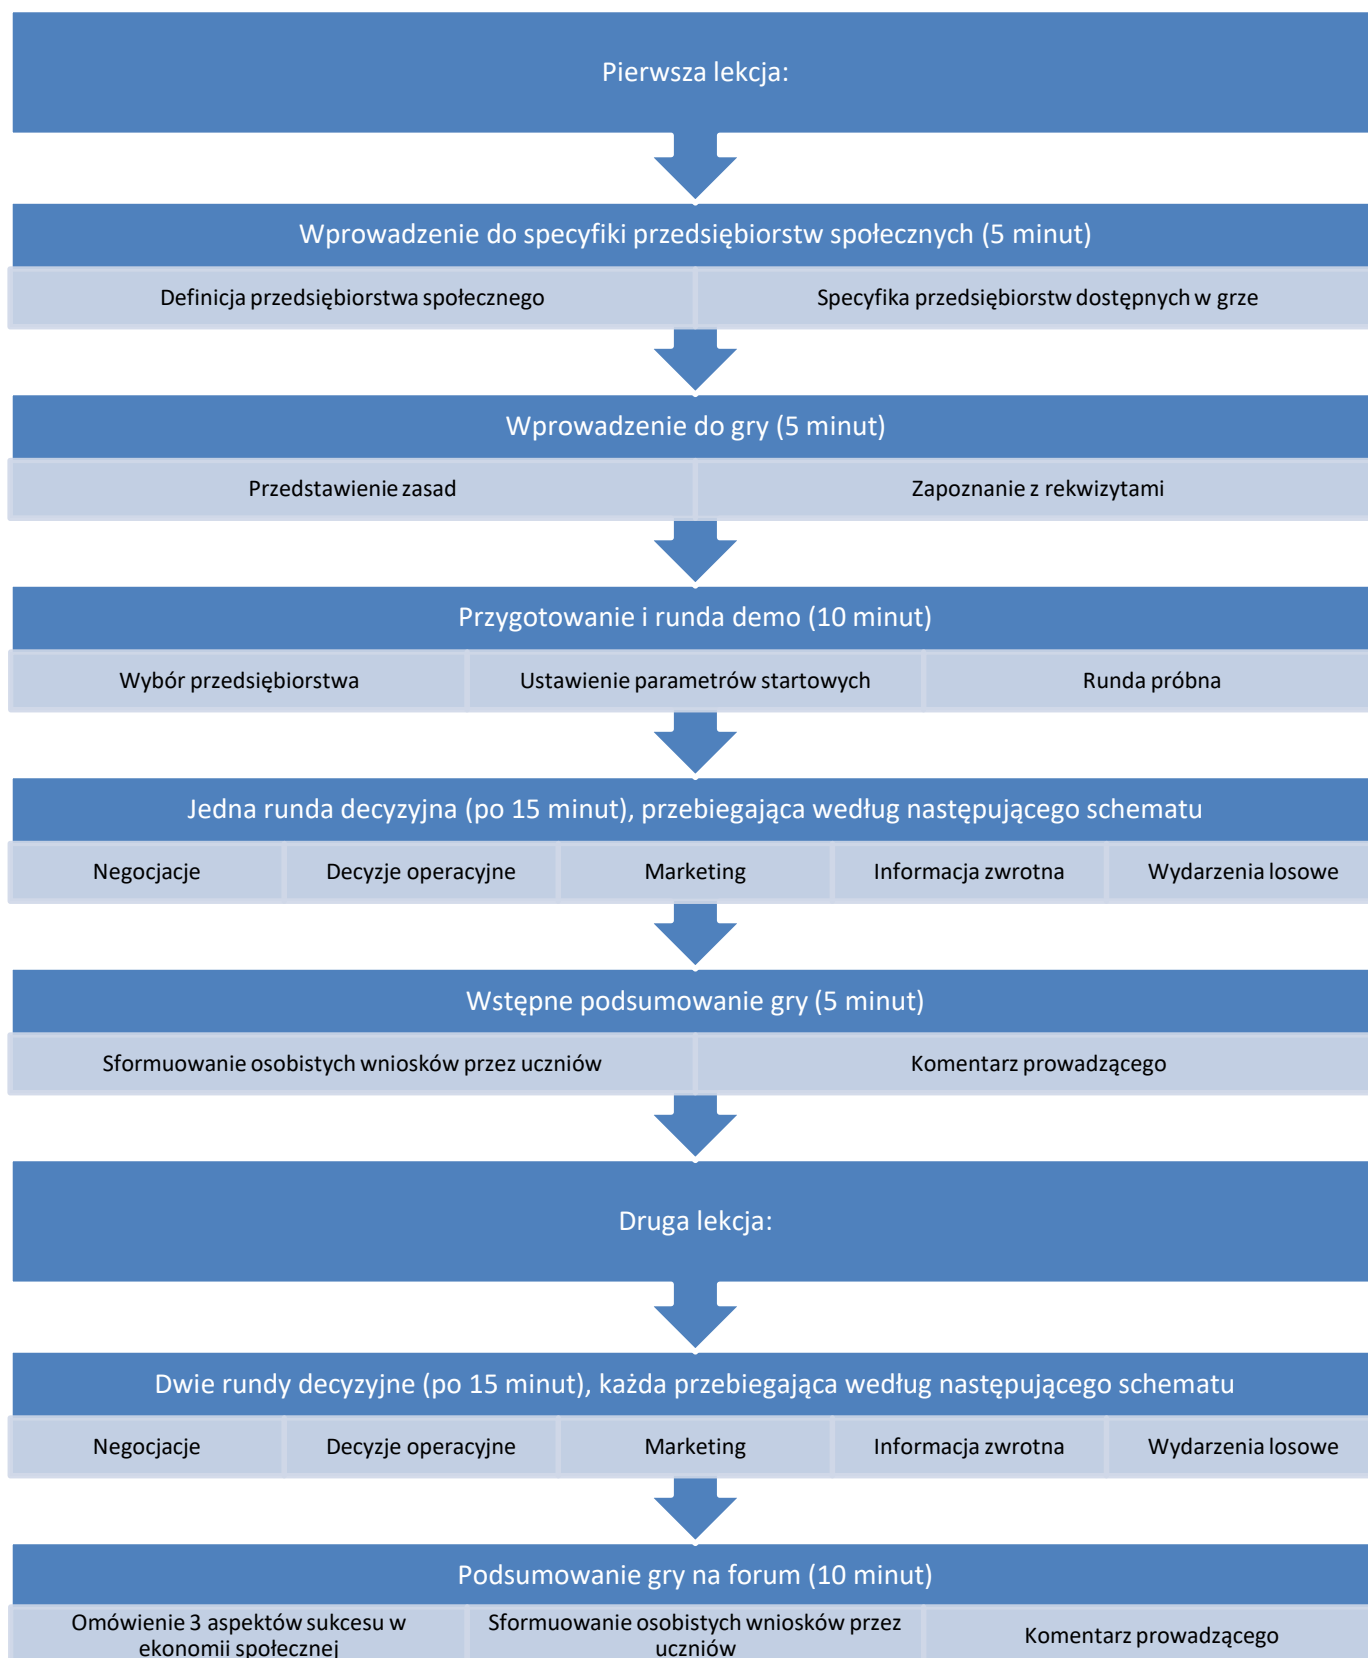 Pierwsza lekcja:
Wprowadzenie do specyfiki przedsiębiorstw społecznych (5 minut)
Definicja przedsiębiorstwa społecznego
Specyfika przedsiębiorstw dostępnych w grze
Wprowadzenie do gry (5 minut)
Przedstawienie zasad
Zapoznanie z rekwizytami
Przygotowanie i runda demo (10 minut)
Wybór przedsiębiorstwa
Ustawienie parametrów startowych
Runda próbna
Jedna runda decyzyjna (po 15 minut), przebiegająca według następującego schematu
Negocjacje
Decyzje operacyjne
Marketing
Informacja zwrotna
Wydarzenia losowe
Wstępne podsumowanie gry (5 minut)
Sformuowanie osobistych wniosków przez uczniów
Komentarz prowadzącego
Druga lekcja:
Dwie rundy decyzyjne (po 15 minut), każda przebiegająca według następującego schematu
Negocjacje
Decyzje operacyjne
Marketing
Informacja zwrotna
Wydarzenia losowe
Podsumowanie gry na forum (10 minut)
Omówienie 3 aspektów sukcesu w
ekonomii społecznej
Sformuowanie osobistych wniosków przez
uczniów
Komentarz prowadzącego